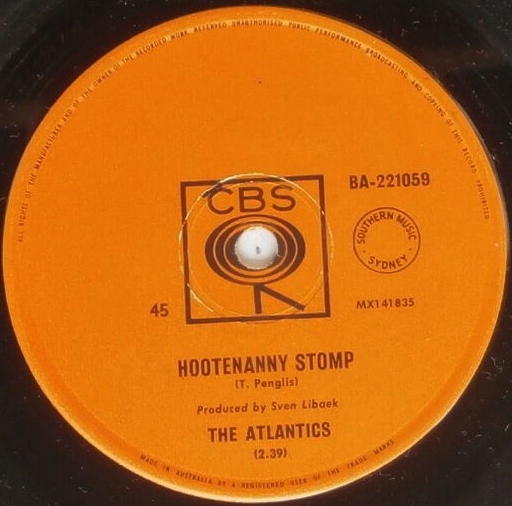 ALL RIGHTS OF THE MANUFACTURER AND OF THE OWNER OF THE RECORDED WORK RESERVED UNAUTHORISED PUBLIC PERFORMANCE BROADCASTING AND COPYING OF THIS RECORD PROHIBITED
CBS
BA-221059
SOUTHERN MUSIC
SYDNEY
45
MX141835
HOOTENANNY STOMP
(T. Penglis)
Produced by Sven Libaek
THE ATLANTICS
(2.39)
MADE IN AUSTRALIA BY A REGISTERED USER OF THE TRADE MARKS